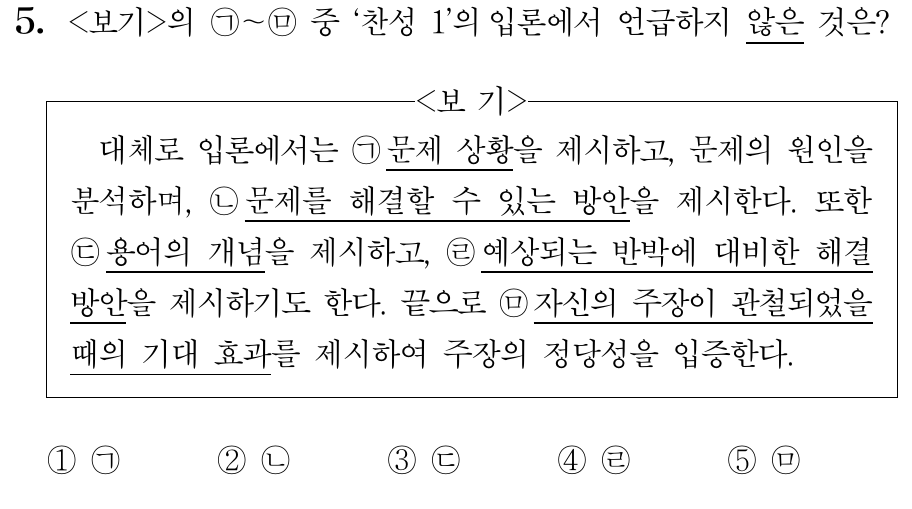 5. <보기>의 ㉠~㉤ 중 ‘찬성 1’의 입론에서 언급하지 않은 것은?
<보 기>
대체로 입론에서는 ㉠문제 상황을 제시하고, 문제의 원인을
분석하며, ㉡문제를 해결할 수 있는 방안을 제시한다. 또한
㉢용어의 개념을 제시하고, ㉣예상되는 반박에 대비한 해결
방안을 제시하기도 한다. 끝으로 ㉤자신의 주장이 관철되었을
때의 기대 효과를 제시하여 주장의 정당성을 입증한다.
① ㉠ ② ㉡ ③ ㉢ ④ ㉣ ⑤ ㉤